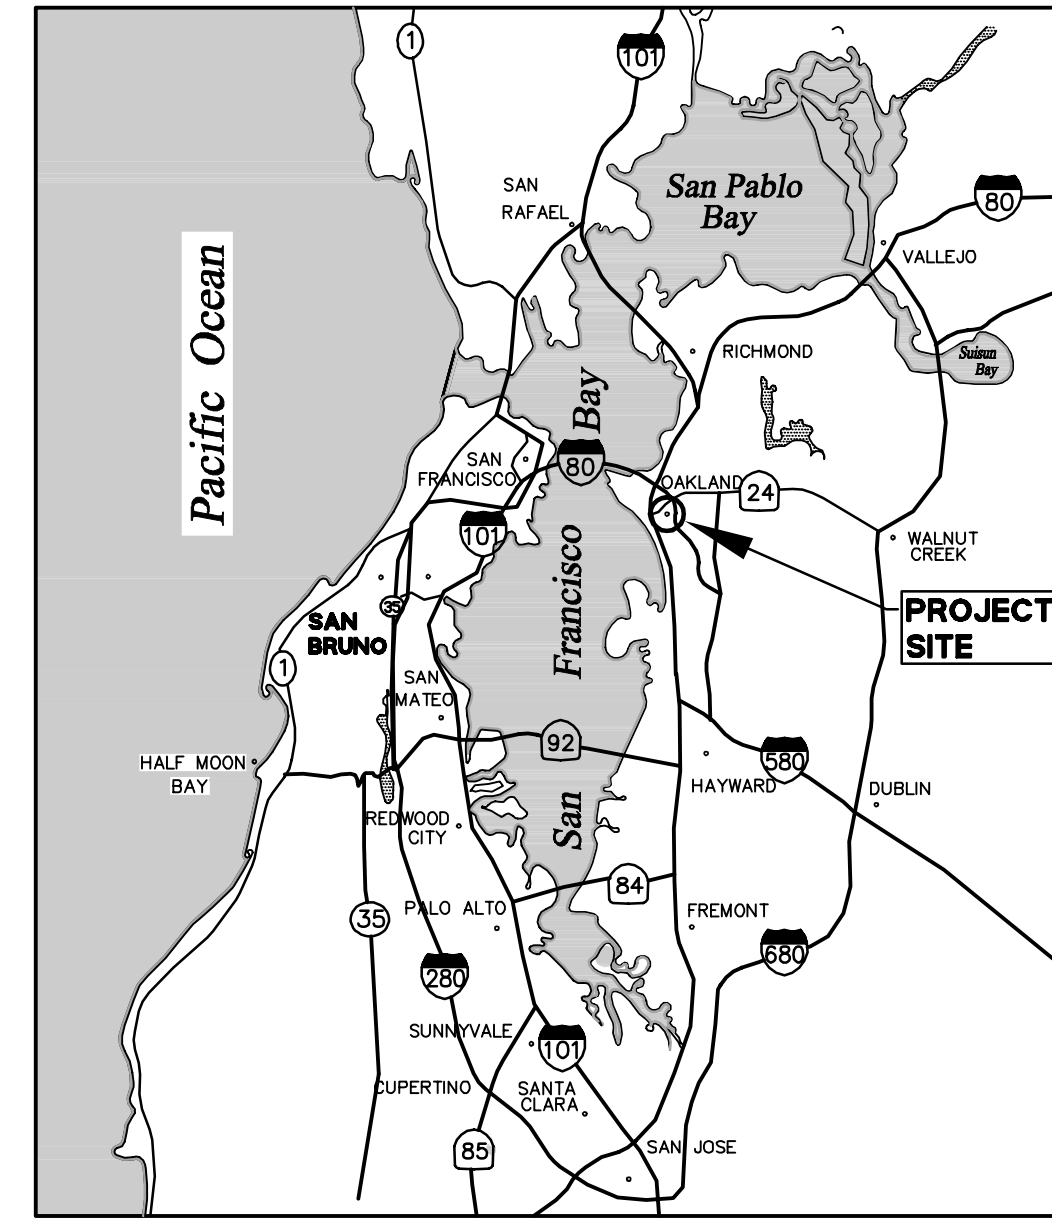 1
101
San Pablo
Bay
80
SAN
RAFAEL
VALLEJO
Pacific Ocean
RICHMOND
Suisun
Bay
San Francisco Bay
SAN
FRANCISCO
80
OAKLAND
24
101
WALNUT
CREEK
35
SAN
BRUNO
PROJECT
SITE
1
SAN
MATEO
92
HALF MOON
BAY
580
HAYWARD
DUBLIN
REDWOOD
CITY
84
35
PALO ALTO
FREMONT
680
280
SUNNYVALE
101
CUPERTINO
SANTA
CLARA
85
SAN JOSE